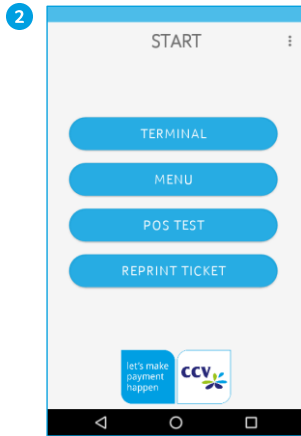 2
START
TERMINAL
MENU
POS TEST
REPRINT TICKET
let's make
payment
happen
CCV